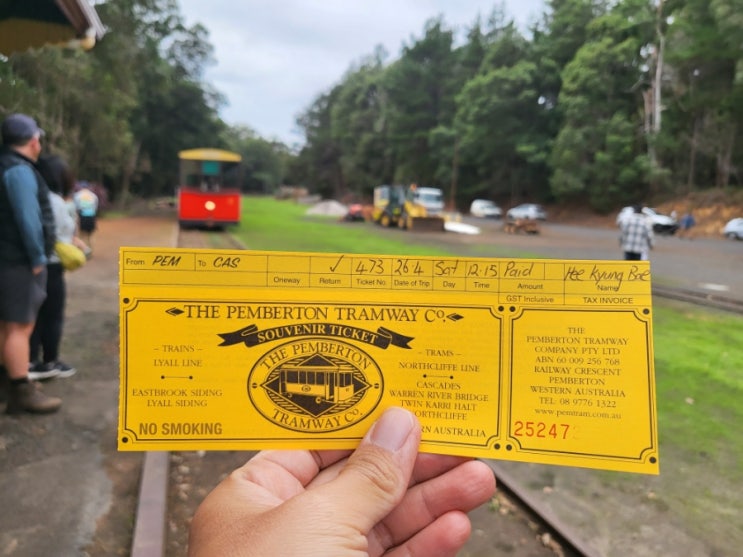 From PEM To CAS
✓ 473 264 Sat 12.15 Paid Hee Kyung Bae
Oneway Return Ticket No Date of Trip Day Time Amount Name
GST Inclusive TAX INVOICE
THE PEMBERTON TRAMWAY CO.
SOUVENIR TICKET
– TRAINS –
LYALL LINE
EASTBROOK SIDING
LYALL SIDING
NO SMOKING
THE PEMBERTON
TRAMWAY CO.
– TRAMS –
NORTHCLIFFE LINE
CASCADES
WARREN RIVER BRIDGE
TWIN KARRI HALT
NORTHCLIFFE
RN AUSTRALIA
THE
PEMBERTON TRAMWAY
COMPANY PTY LTD
ABN 60 009 256 768
RAILWAY CRESCENT
PEMBERTON
WESTERN AUSTRALIA
TEL: 08 9776 1322
www.pemtram.com.au
25247